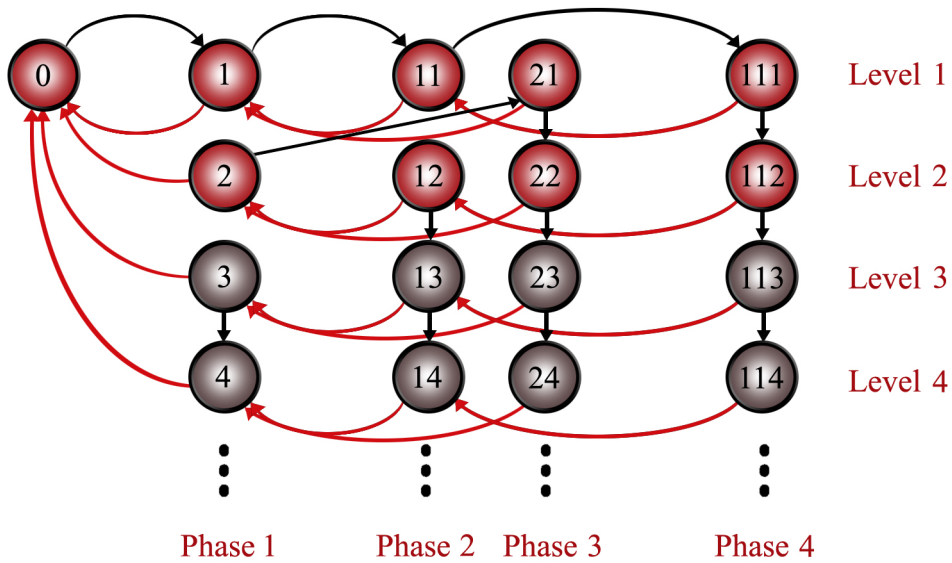 0 1 11 21 111 Level 1
2 12 22 112 Level 2
3 13 23 113 Level 3
4 14 24 114 Level 4
Phase 1 Phase 2 Phase 3 Phase 4